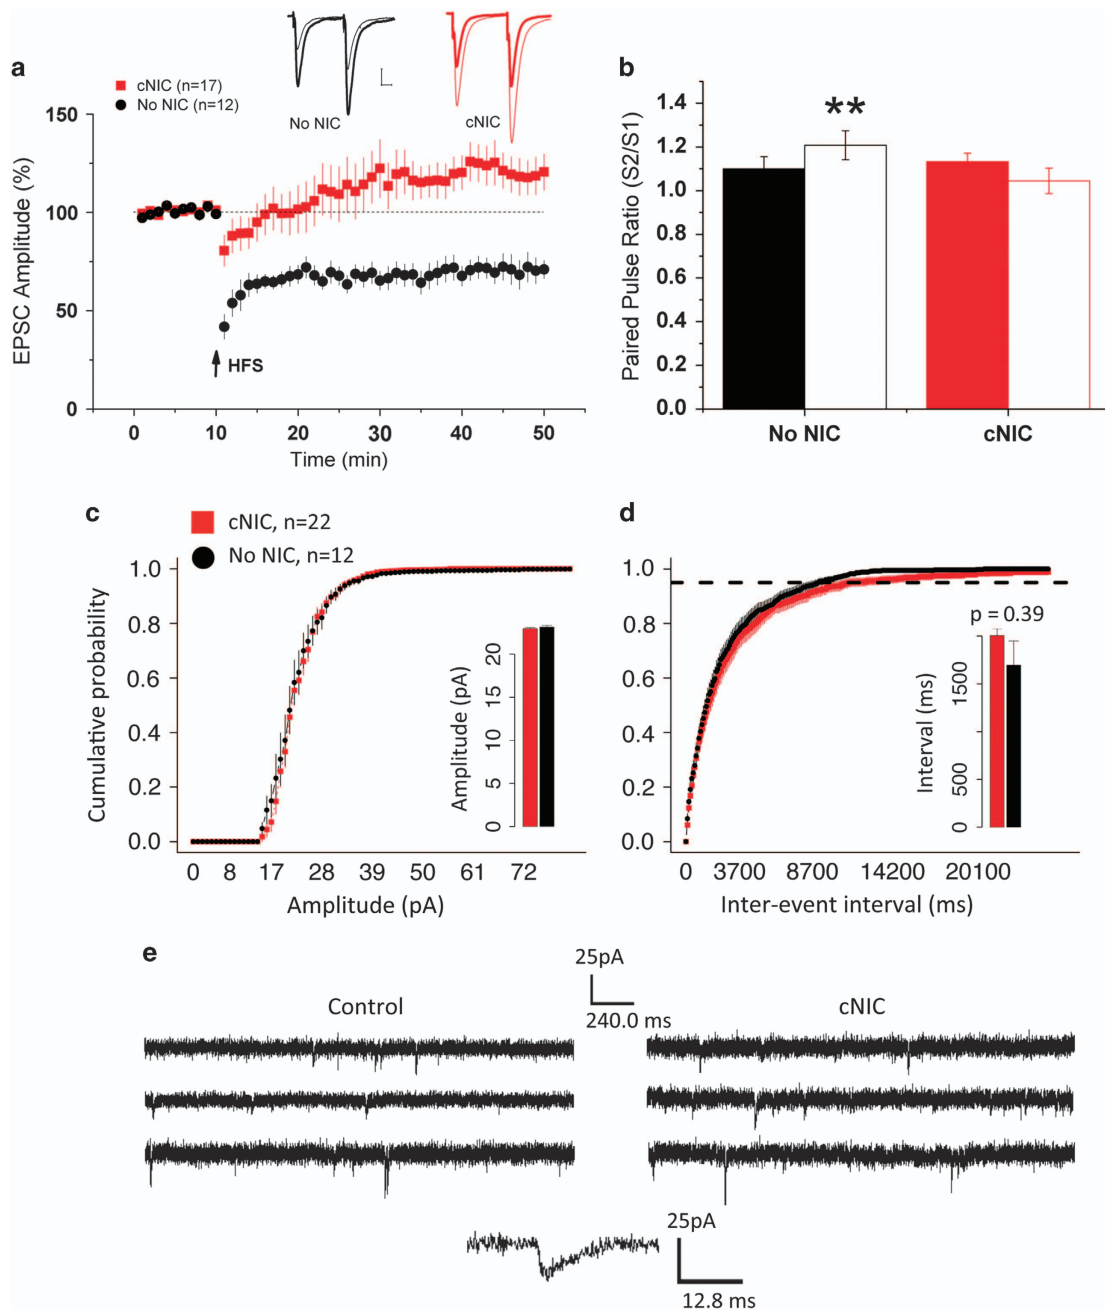 a
cNIC (n=17)
No NIC (n=12)
No NIC
cNIC
EPSC Amplitude (%)
150
100
50
0
HFS
0 10 20 30 40 50
Time (min)
b
Paired Pulse Ratio (S2/S1)
1.4
1.2
1.0
0.8
0.6
0.4
0.2
0.0
**
No NIC cNIC
c
cNIC, n=22
No NIC, n=12
Cumulative probability
1.0
0.8
0.6
0.4
0.2
0.0
Amplitude (pA)
0 5 10 15 20
0 8 17 28 39 50 61 72
Amplitude (pA)
d
1.0
0.8
0.6
0.4
0.2
0.0
p = 0.39
Interval (ms)
0 500 1500
0 3700 8700 14200 20100
Inter-event interval (ms)
e
25pA
240.0 ms
Control
cNIC
25pA
12.8 ms